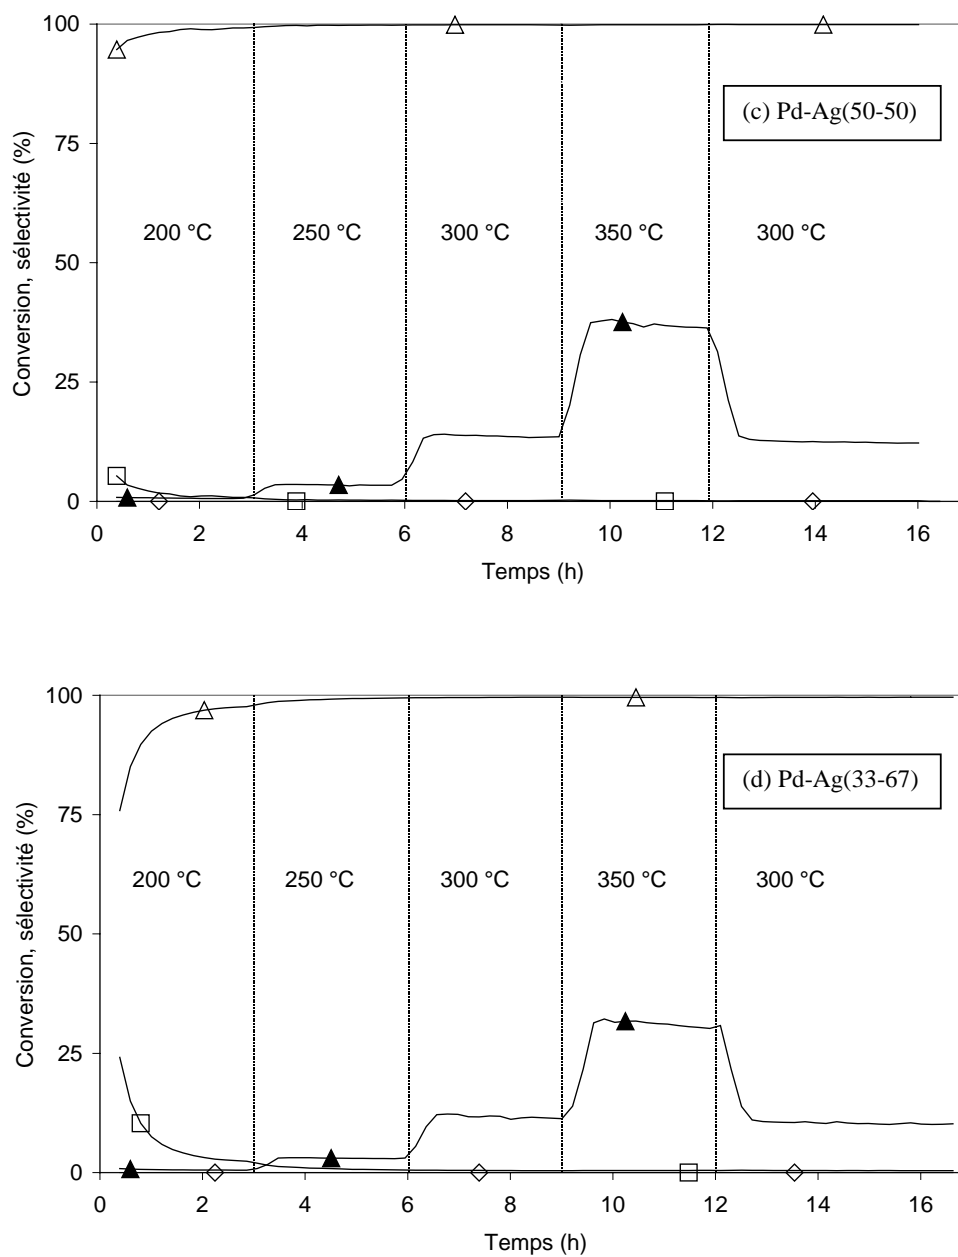 100
(c) Pd-Ag(50-50)
75
Conversion, sélectivité (%)
200 °C 250 °C 300 °C 350 °C 300 °C
50
25
0
0 2 4 6 8 10 12 14 16
Temps (h)
100
(d) Pd-Ag(33-67)
75
Conversion, sélectivité (%)
200 °C 250 °C 300 °C 350 °C 300 °C
50
25
0
0 2 4 6 8 10 12 14 16
Temps (h)